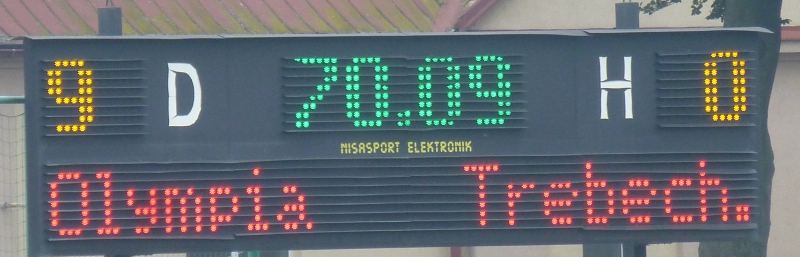 9 D 70.09 H 0
NISASPORT ELEKTRONIK
Olympia Trebech.